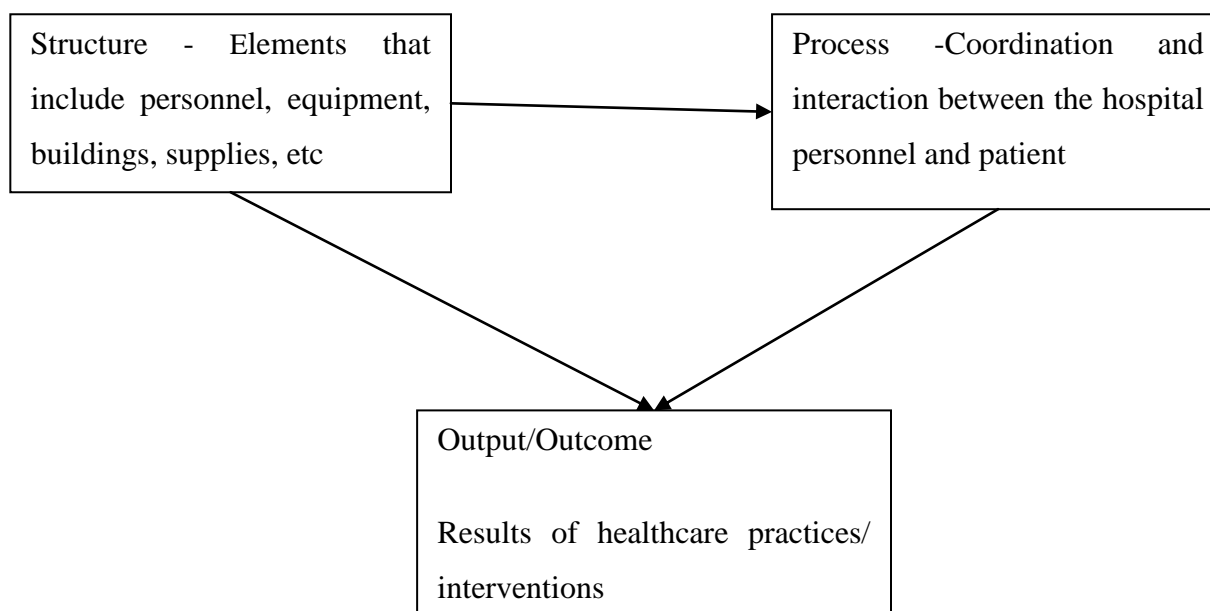 Structure - Elements that
include personnel, equipment,
buildings, supplies, etc
Process -Coordination and
interaction between the hospital
personnel and patient
Output/Outcome
Results of healthcare practices/
interventions